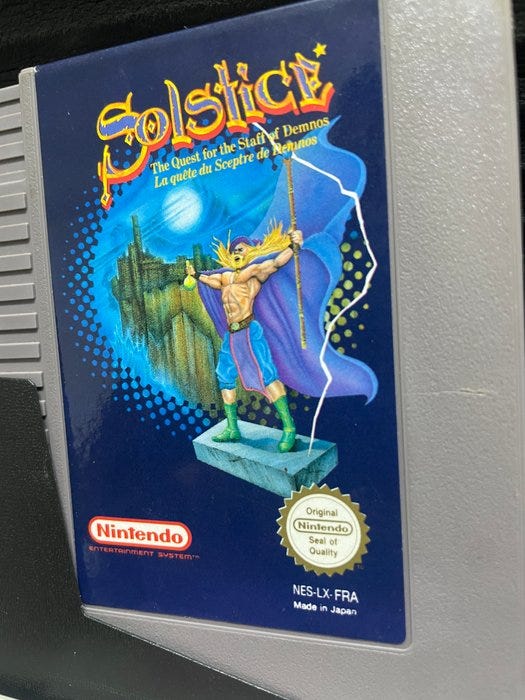 Solstice
The Quest for the Staff of Demnos
La quête du Sceptre de Demnos
Nintendo
ENTERTAINMENT SYSTEM™
Original
Nintendo
Seal of
Quality
NES-LX-FRA
Made in Japan